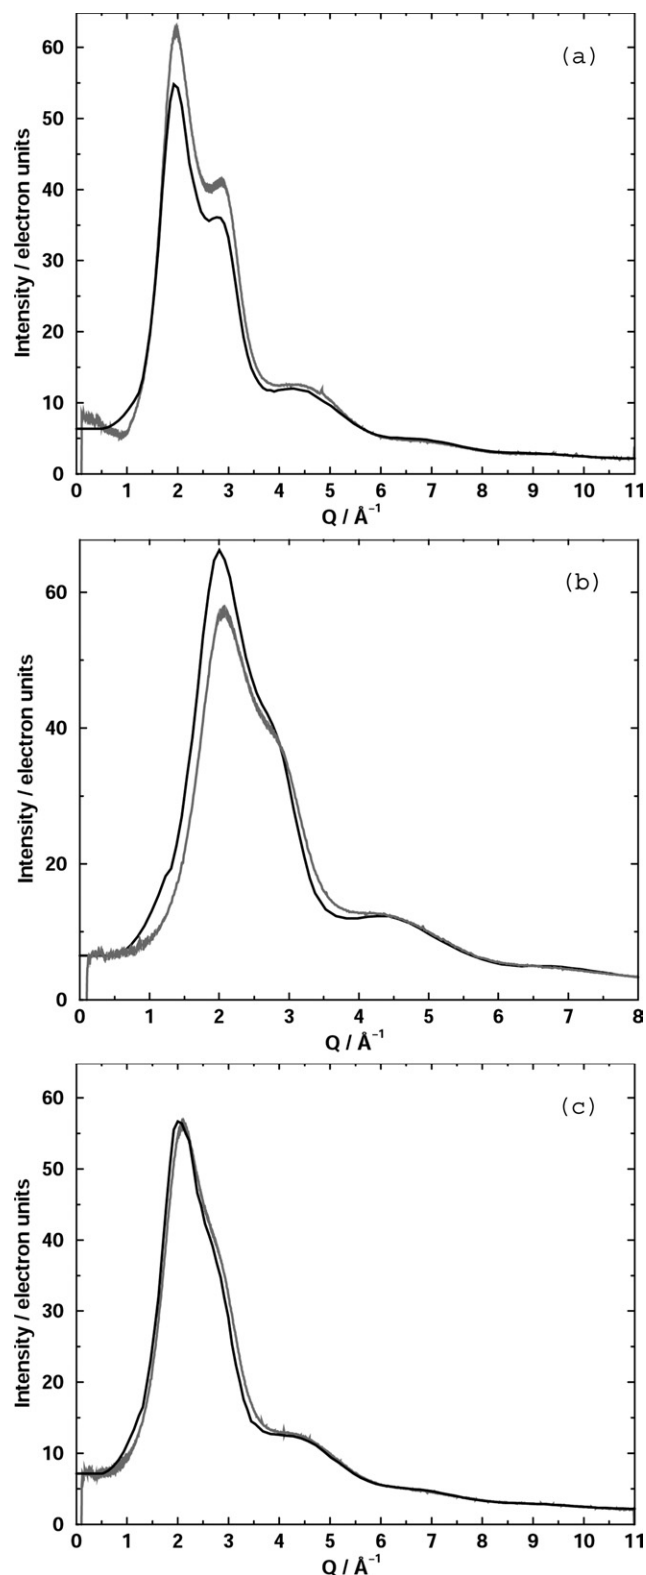 (a)
Intensity / electron units
60
50
40
30
20
10
0
0 1 2 3 4 5 6 7 8 9 10 11
Q / Å⁻¹
(b)
Intensity / electron units
60
40
20
0
0 1 2 3 4 5 6 7 8
Q / Å⁻¹
(c)
Intensity / electron units
60
50
40
30
20
10
0
0 1 2 3 4 5 6 7 8 9 10 11
Q / Å⁻¹